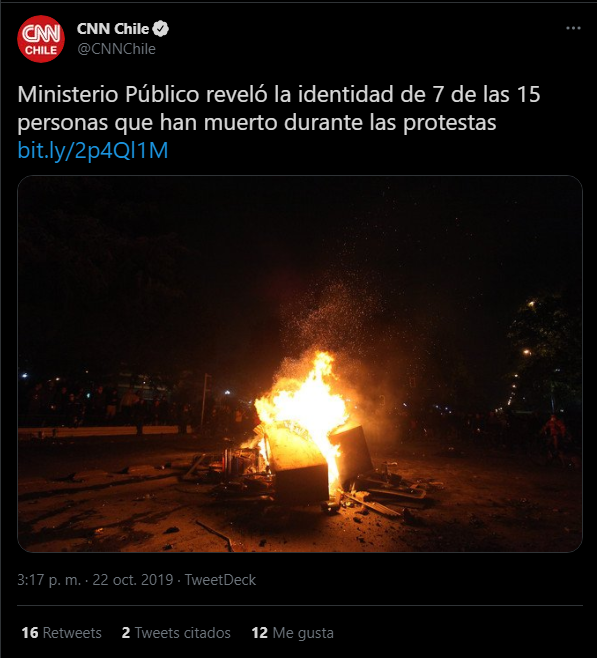 CNN
CHILE
CNN Chile
@CNNChile
Ministerio Público reveló la identidad de 7 de las 15
personas que han muerto durante las protestas
bit.ly/2p4Ql1M
3:17 p. m. · 22 oct. 2019 · TweetDeck
16 Retweets 2 Tweets citados 12 Me gusta